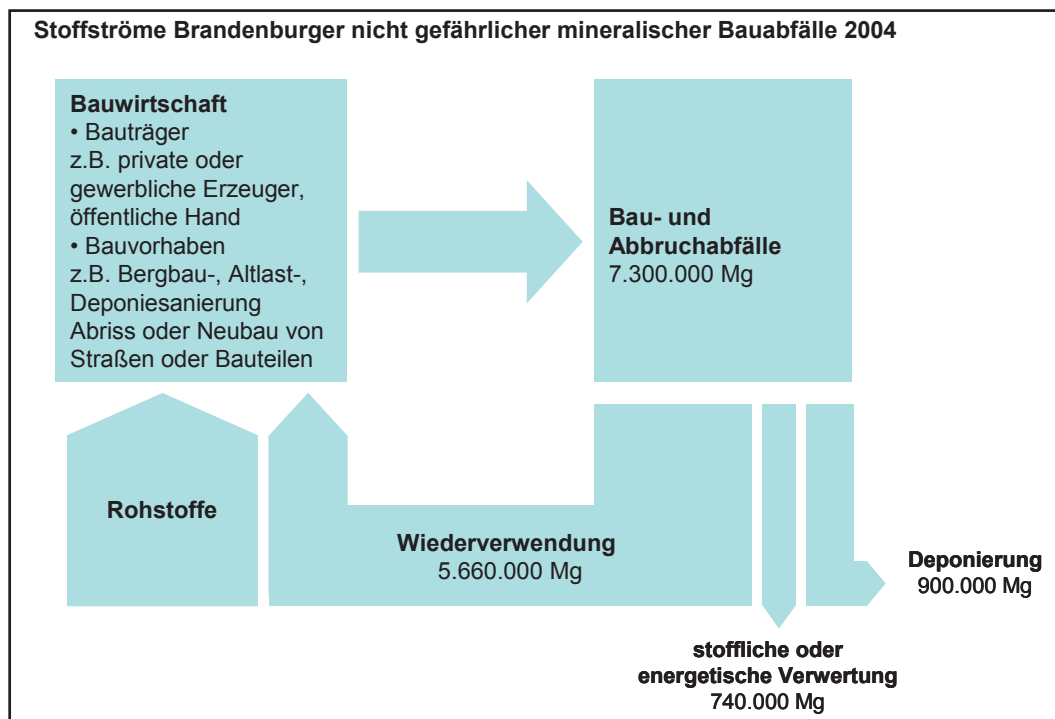 Stoffströme Brandenburger nicht gefährlicher mineralischer Bauabfälle 2004
Bauwirtschaft
• Bauträger
z.B. private oder
gewerbliche Erzeuger,
öffentliche Hand
• Bauvorhaben
z.B. Bergbau-, Altlast-,
Deponiesanierung
Abriss oder Neubau von
Straßen oder Bauteilen
Bau- und
Abbruchabfälle
7.300.000 Mg
Rohstoffe
Wiederverwendung
5.660.000 Mg
Deponierung
900.000 Mg
stoffliche oder
energetische Verwertung
740.000 Mg